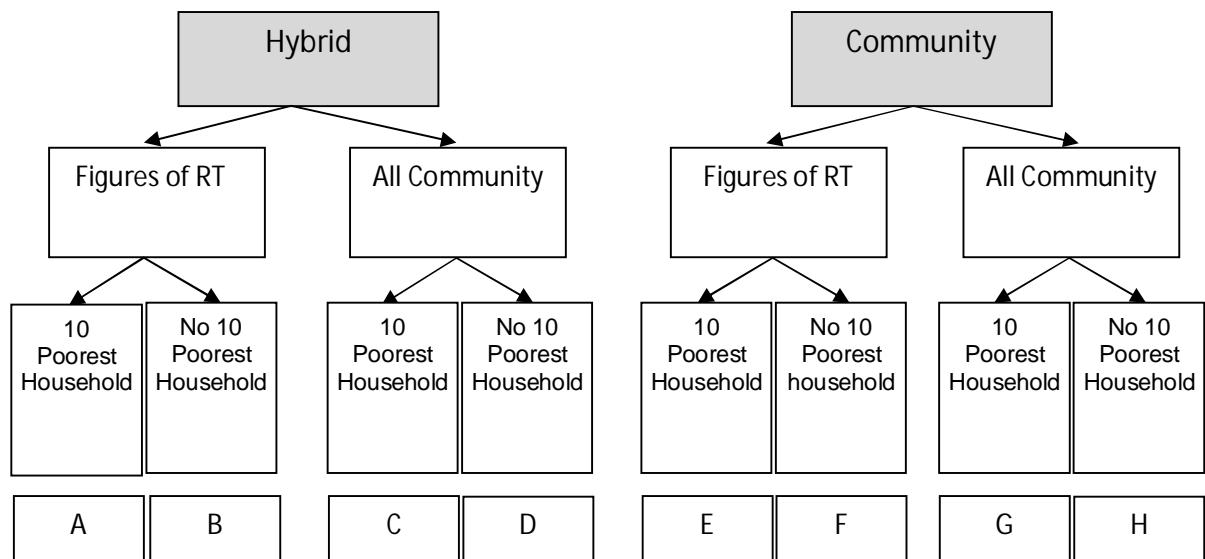 Hybrid
Community
Figures of RT
All Community
Figures of RT
All Community
10
Poorest
Household
No 10
Poorest
Household
10
Poorest
Household
No 10
Poorest
Household
10
Poorest
Household
No 10
Poorest
household
10
Poorest
Household
No 10
Poorest
Household
A
B
C
D
E
F
G
H